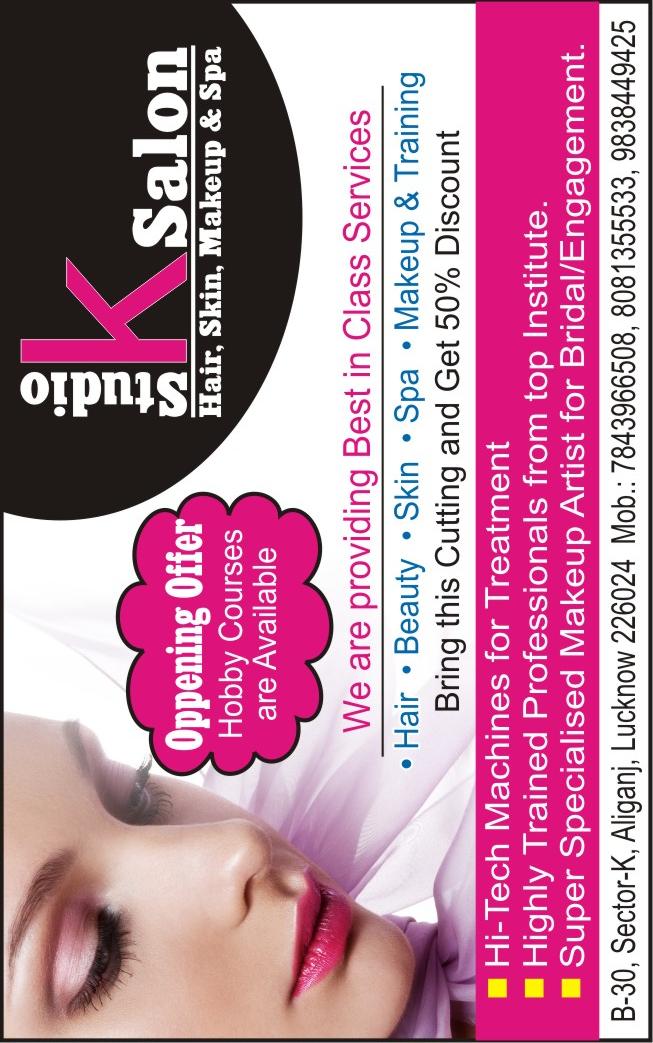 Studio K Salon
Hair, Skin, Makeup & Spa
Oppening Offer
Hobby Courses
are Available
We are providing Best in Class Services
• Hair • Beauty • Skin • Spa • Makeup & Training
Bring this Cutting and Get 50% Discount
Hi-Tech Machines for Treatment
Highly Trained Professionals from top Institute.
Super Specialised Makeup Artist for Bridal/Engagement.
B-30, Sector-K, Aliganj, Lucknow 226024 Mob.: 7843966508, 8081355533, 9838449425